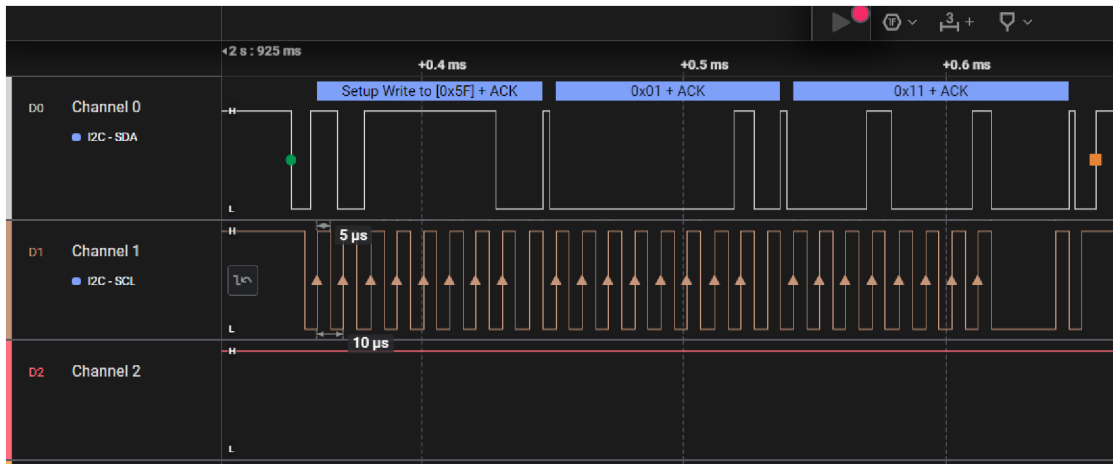 1F 3 +
2 s : 925 ms
+0.4 ms +0.5 ms +0.6 ms
Setup Write to [0x5F] + ACK 0x01 + ACK 0x11 + ACK
D0 Channel 0 H
I2C - SDA
L
H
5 µs
D1 Channel 1
I2C - SCL
L
10 µs
H
D2 Channel 2
L